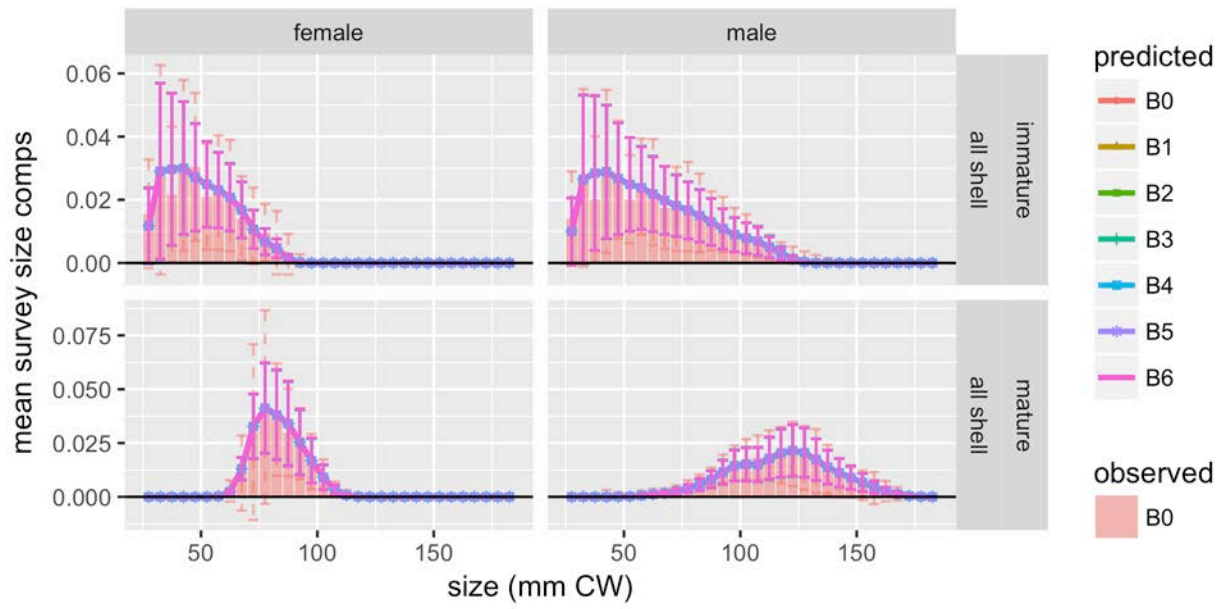 female
male
mean survey size comps
0.06
0.04
0.02
0.00
immature
all shell
0.075
0.050
0.025
0.000
mature
all shell
50
100
150
50
100
150
size (mm CW)
predicted
B0
B1
B2
B3
B4
B5
B6
observed
B0